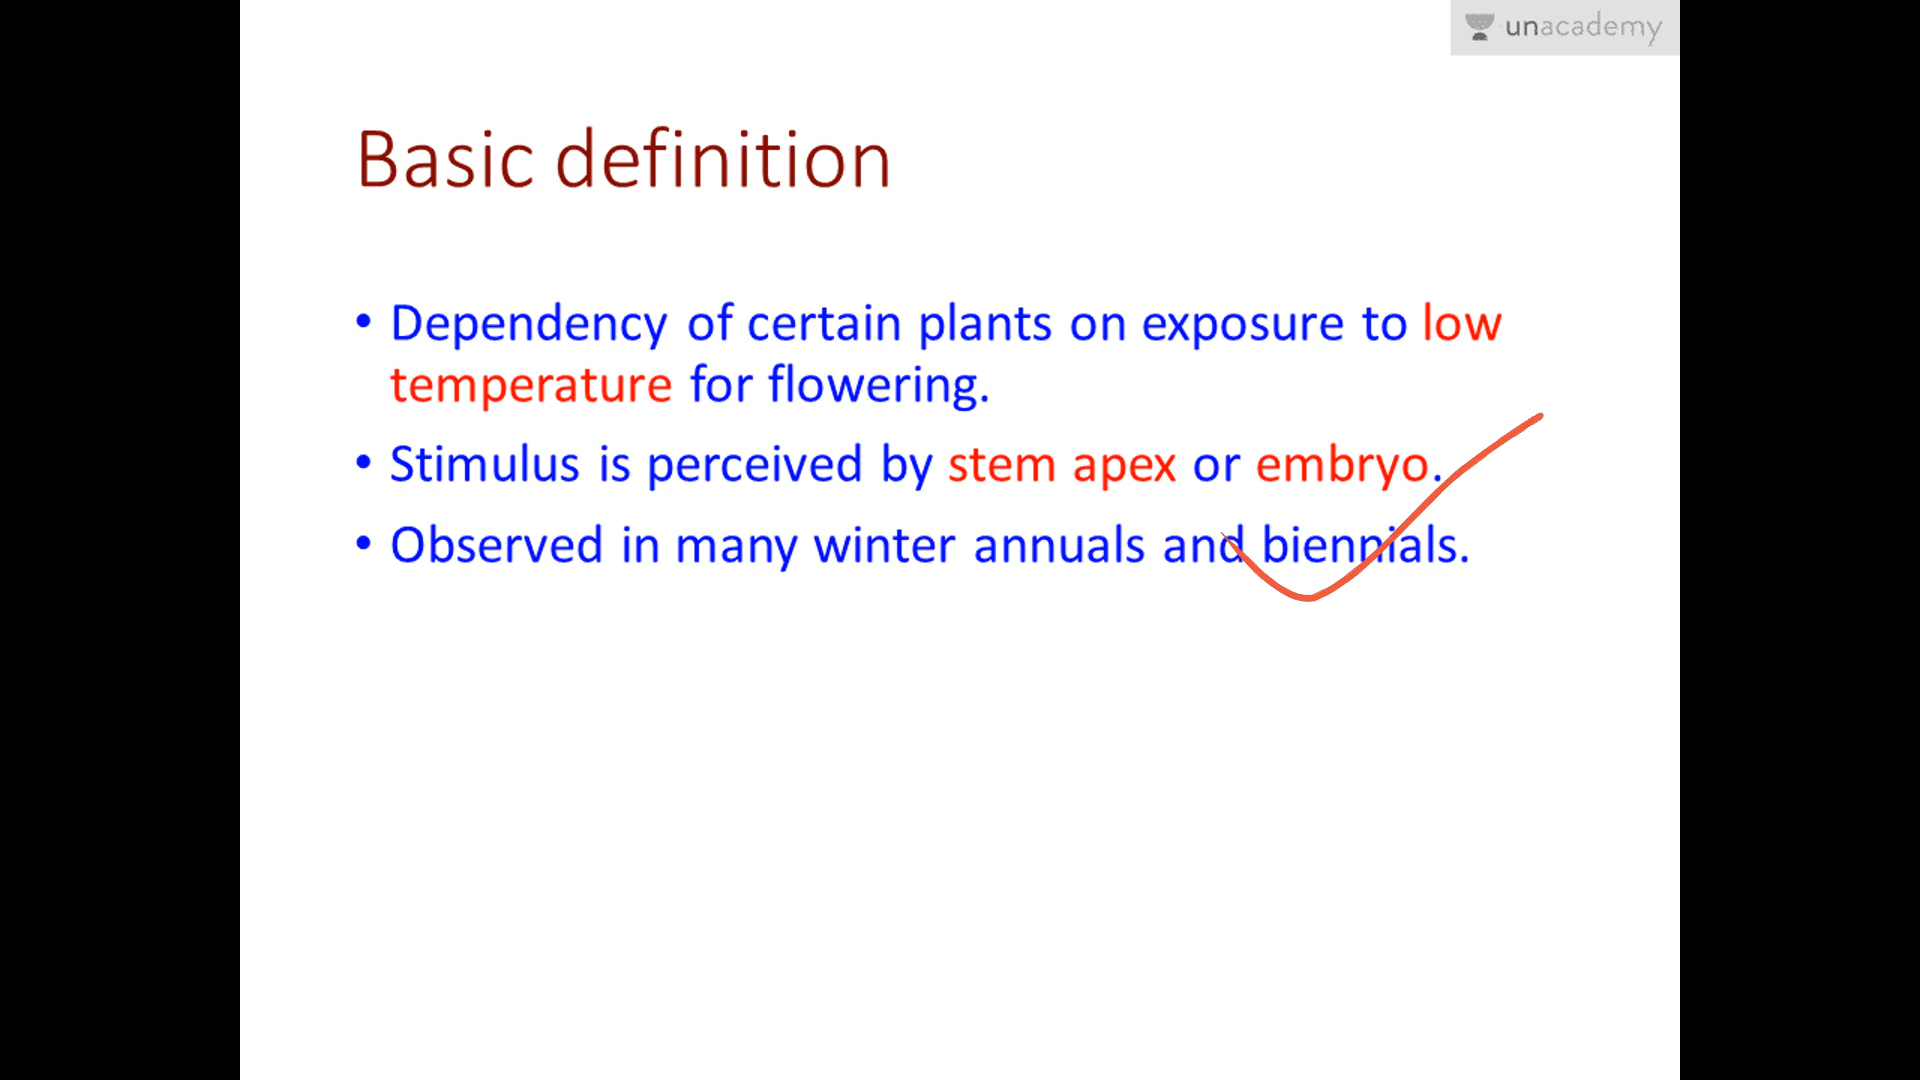 unacademy
Basic definition
• Dependency of certain plants on exposure to low
temperature for flowering.
• Stimulus is perceived by stem apex or embryo.
• Observed in many winter annuals and biennials.